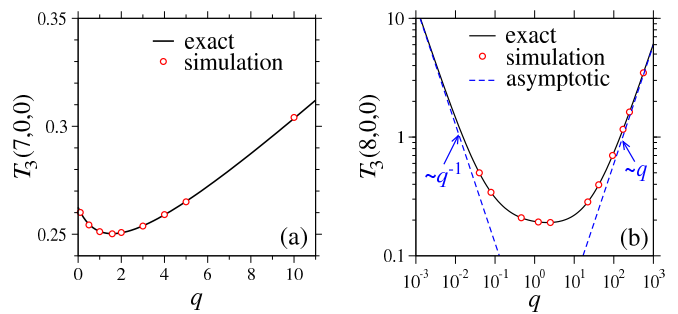 0.35
0.3
0.25
T₃(7,0,0)
exact
simulation
(a)
0 2 4 6 8 10
q
10
1
0.1
T₃(8,0,0)
exact
simulation
asymptotic
~q⁻¹
~q
(b)
10⁻³ 10⁻² 10⁻¹ 10⁰ 10¹ 10² 10³
q